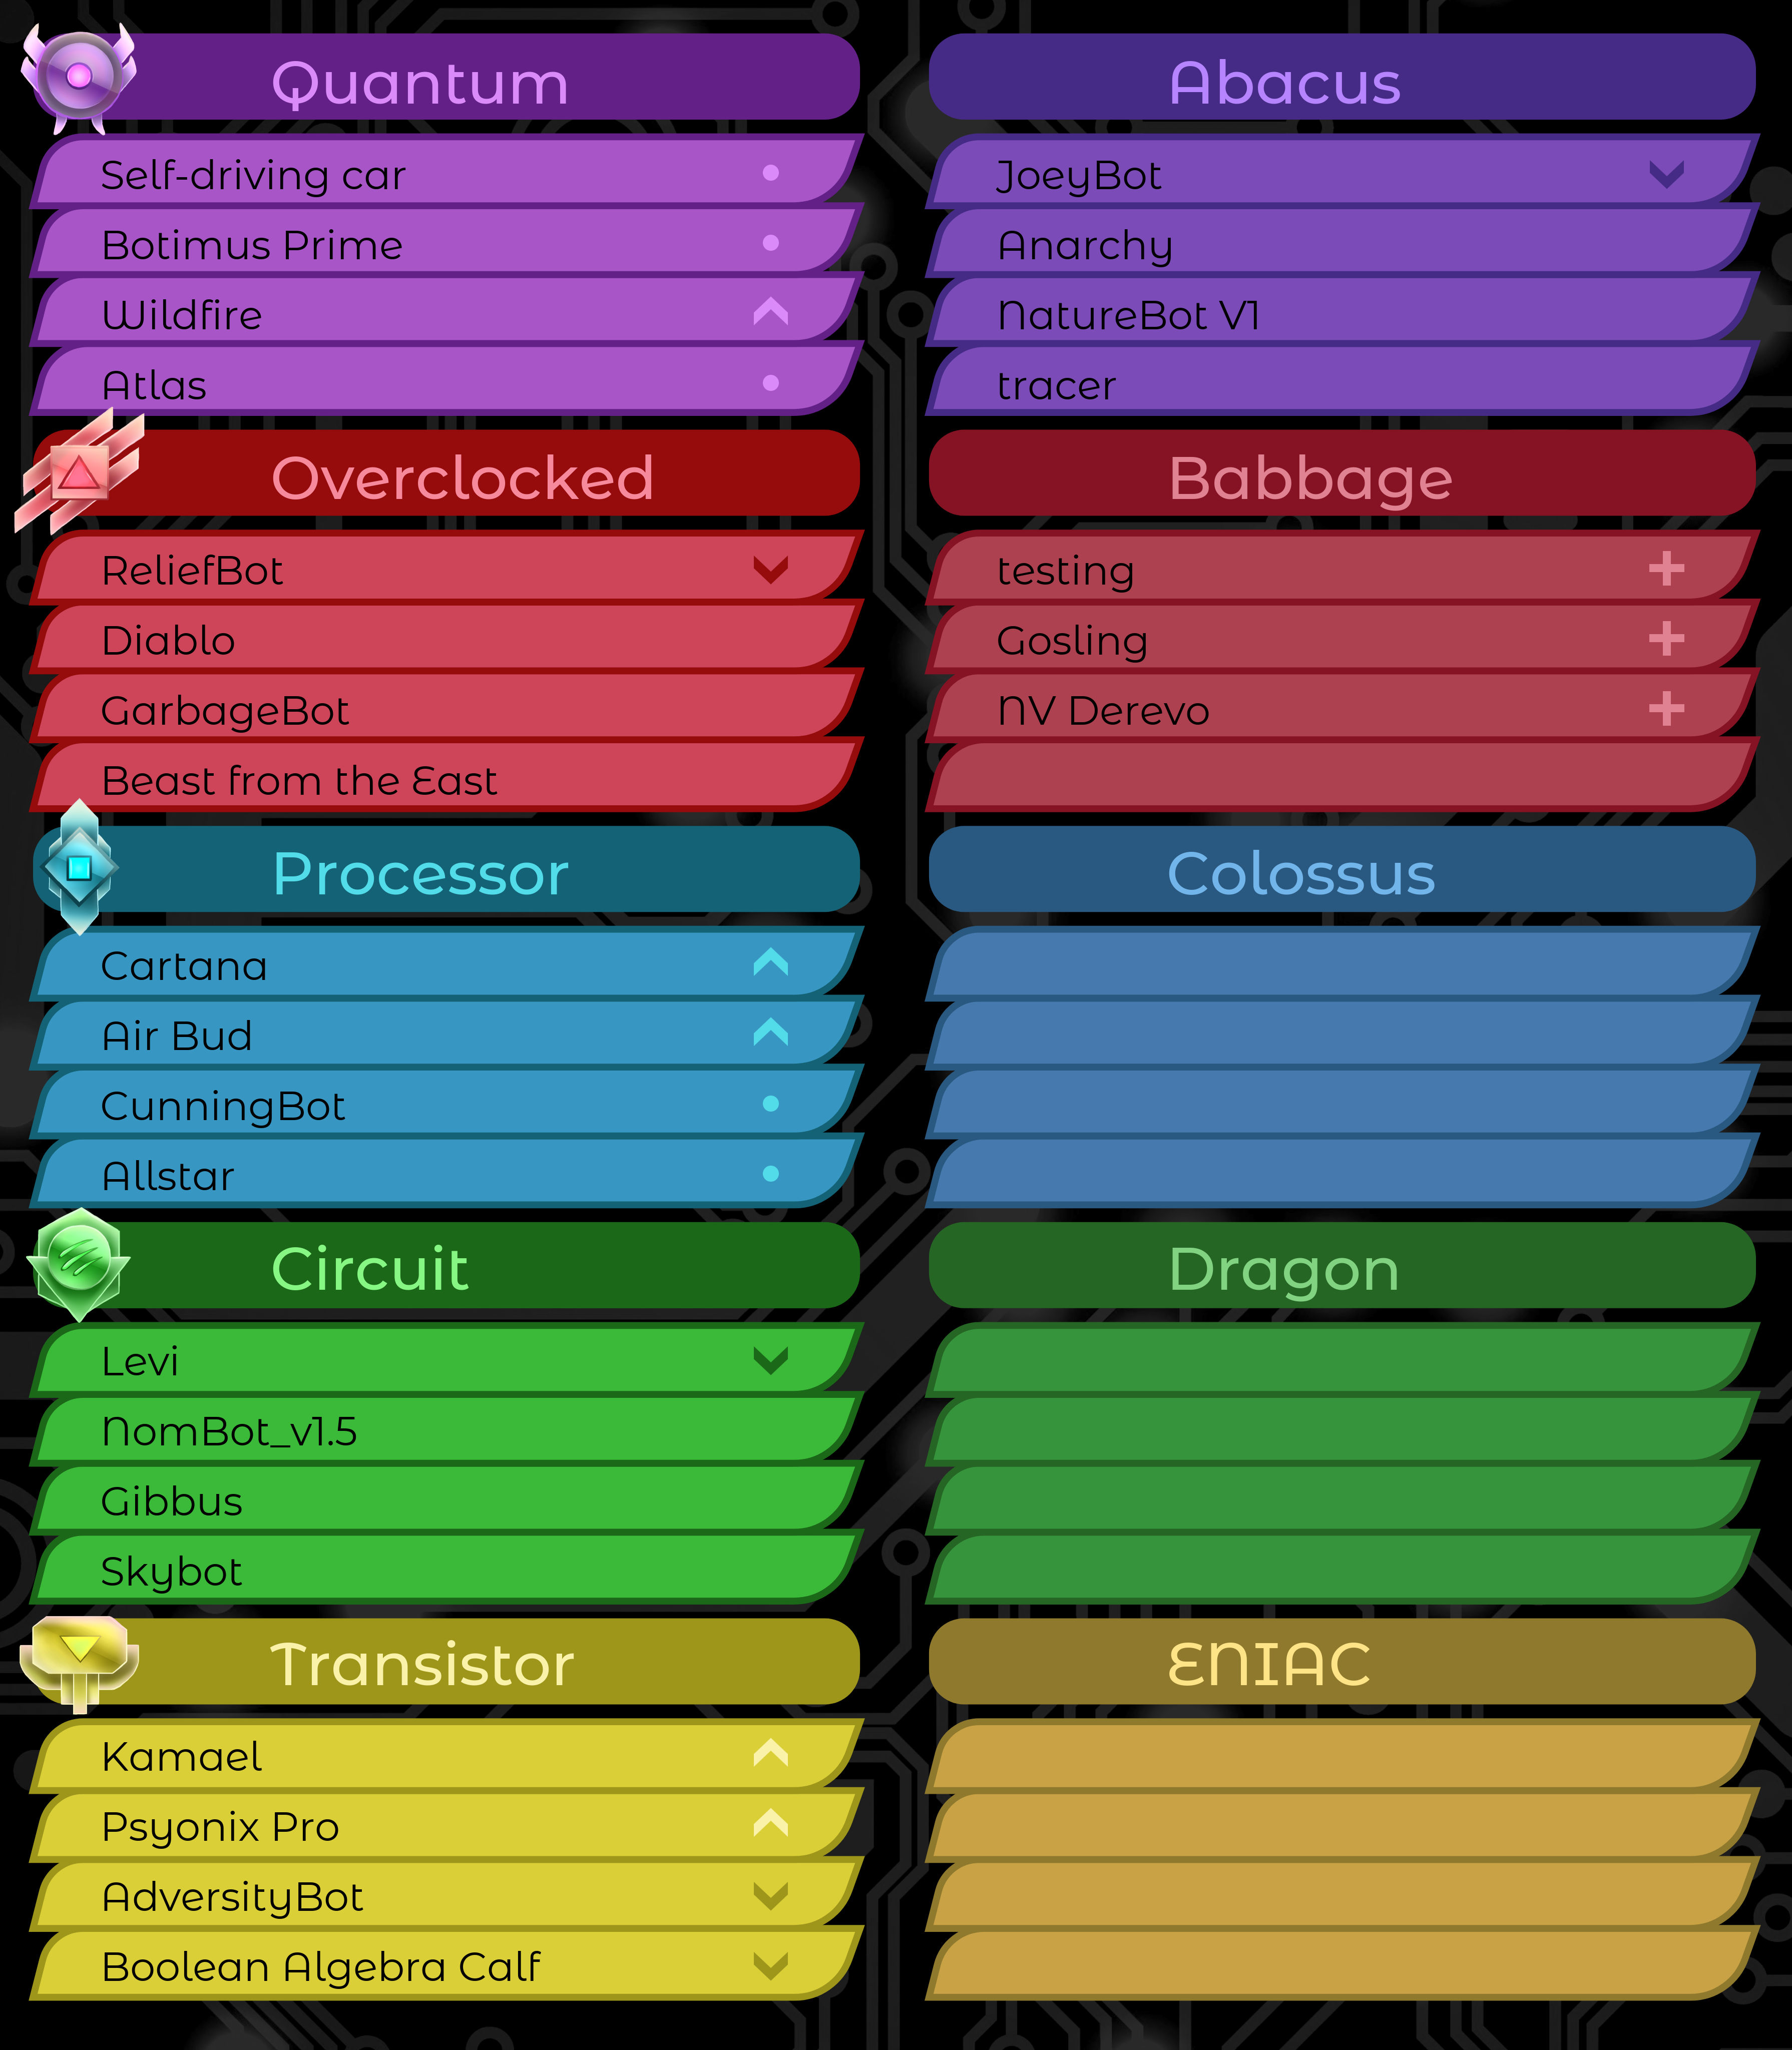 Quantum
Self-driving car
Botimus Prime
Wildfire
Atlas
Overclocked
ReliefBot
Diablo
GarbageBot
Beast from the East
Processor
Cartana
Air Bud
CunningBot
Allstar
Circuit
Levi
NomBot_v1.5
Gibbus
Skybot
Transistor
Kamael
Psyonix Pro
AdversityBot
Boolean Algebra Calf
Abacus
JoeyBot
Anarchy
NatureBot V1
tracer
Babbage
testing
Gosling
NV Derevo
Colossus
Dragon
ENIAC